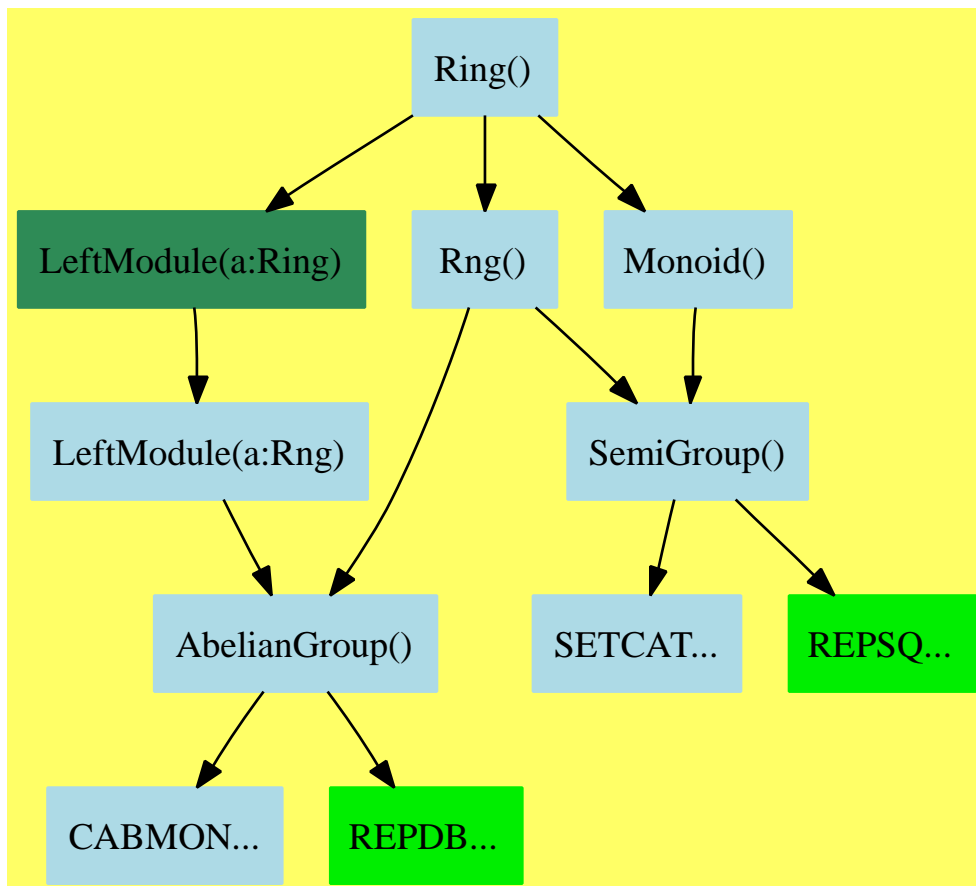 Ring()
LeftModule(a:Ring)
Rng()
Monoid()
LeftModule(a:Rng)
SemiGroup()
AbelianGroup()
SETCAT...
REPSQ...
CABMON...
REPDB...